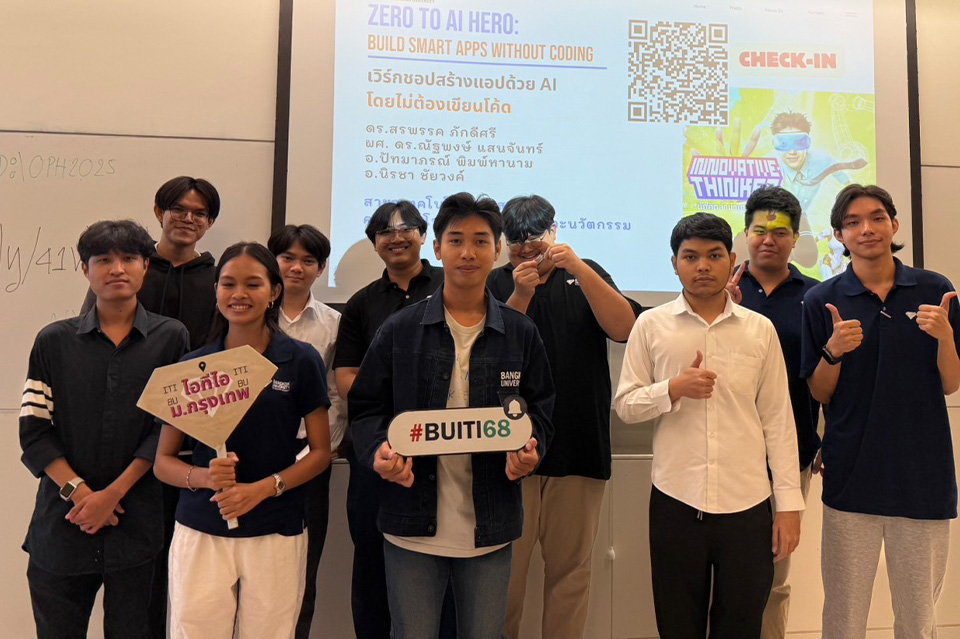 Home
ZERO TO AI HERO:
BUILD SMART APPS WITHOUT CODING
เวิร์กชอปสร้างแอปด้วย AI
โดยไม่ต้องเขียนโค้ด
ดร.สรพรรค ภักดีศรี
ผศ. ดร.ณัฐพงษ์ แสนจันทร์
อ.ปัทมาภรณ์ พิมพ์หานาม
อ.นิรชา ชัยวงค์
CHECK-IN
INNOVATIVE
THINKER
OPH2025
ITI
ไอทีไอ
ITI
BU
ม.กรุงเทพ
BU
#BUITI68